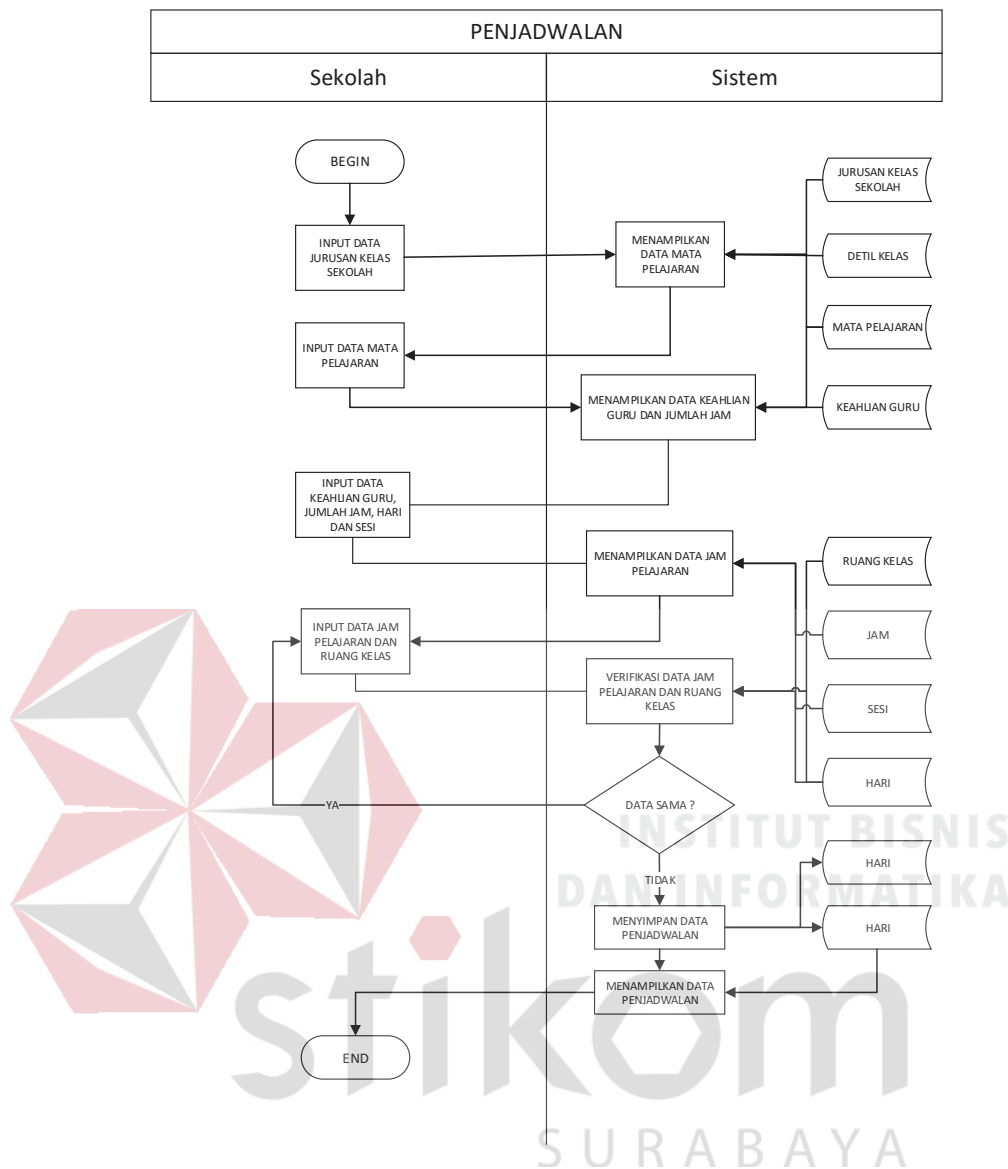 PENJADWALAN
Sekolah
Sistem
BEGIN
JURUSAN KELAS
SEKOLAH
INPUT DATA
JURUSAN KELAS
SEKOLAH
MENAMPILKAN
DATA MATA
PELAJARAN
DETIL KELAS
MATA PELAJARAN
INPUT DATA MATA
PELAJARAN
MENAMPILKAN DATA KEAHLIAN
GURU DAN JUMLAH JAM
KEAHLIAN GURU
INPUT DATA
KEAHLIAN GURU,
JUMLAH JAM, HARI
DAN SESI
MENAMPILKAN DATA JAM
PELAJARAN
RUANG KELAS
INPUT DATA JAM
PELAJARAN DAN
RUANG KELAS
JAM
VERIFIKASI DATA JAM
PELAJARAN DAN RUANG
KELAS
SESI
HARI
YA
DATA SAMA ?
INSTITUT BISNIS
DAN INFORMATIKA
TIDAK
HARI
MENYIMPAN DATA
PENJADWALAN
HARI
MENAMPILKAN DATA
PENJADWALAN
stikom
END
SURABAYA